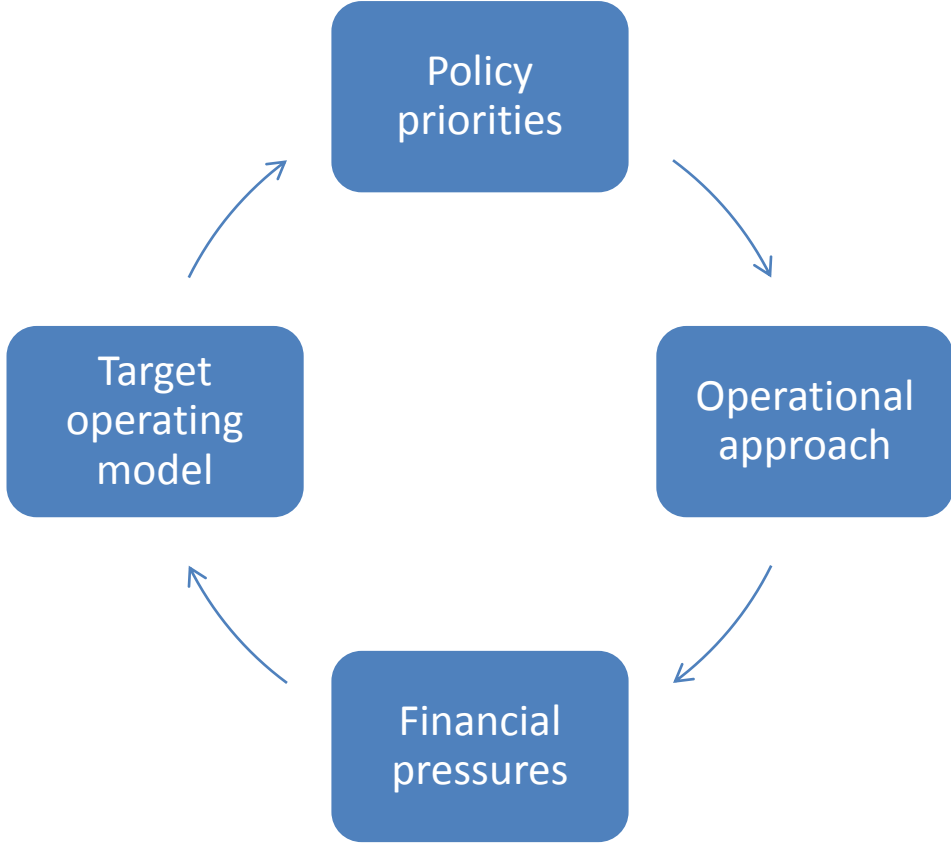 Policy
priorities
Operational
approach
Financial
pressures
Target
operating
model